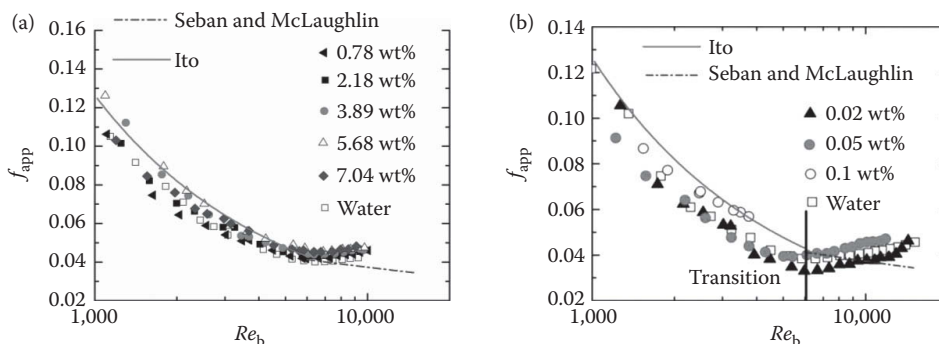 (a)
0.16
0.14
0.12
0.10
0.08
0.06
0.04
0.02
f_app
Seban and McLaughlin
Ito
0.78 wt%
2.18 wt%
3.89 wt%
5.68 wt%
7.04 wt%
Water
1,000
10,000
Re_b
(b)
0.14
0.12
0.10
0.08
0.06
0.04
0.02
f_app
Ito
Seban and McLaughlin
0.02 wt%
0.05 wt%
0.1 wt%
Water
Transition
1,000
10,000
Re_b